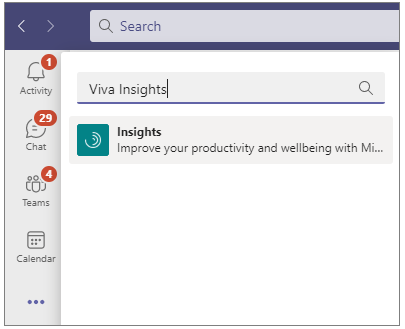 Search
1
Activity
Viva Insights
29
Chat
Insights
Improve your productivity and wellbeing with Mi...
4
Teams
Calendar